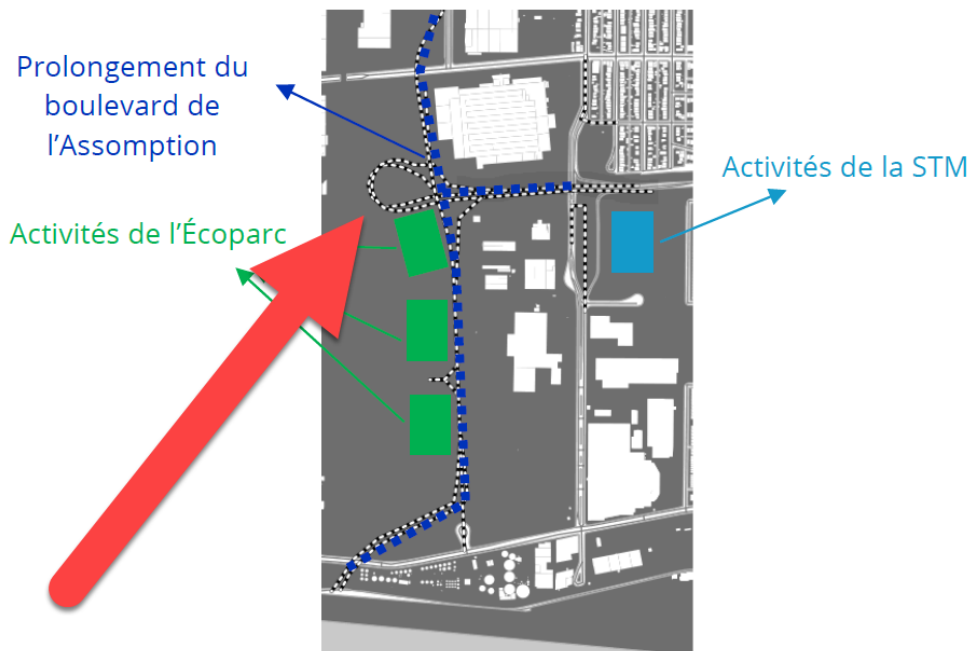 Prolongement du
boulevard de
l’Assomption
Activités de la STM
Activités de l’Écoparc